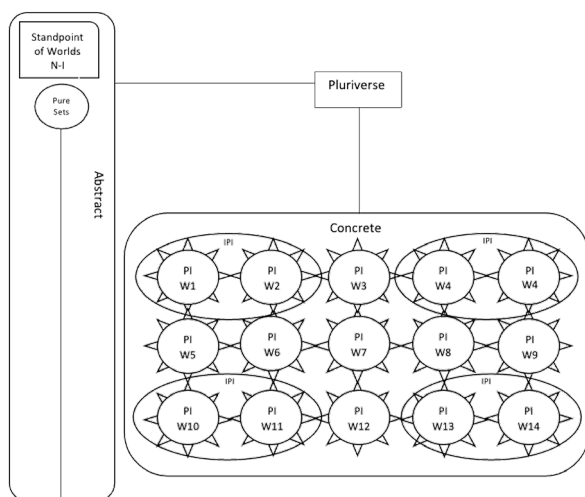 Standpoint
of Worlds
N-I
Pure
Sets
Abstract
Pluriverse
Concrete
IPI
IPI
PI
W1
PI
W2
PI
W3
PI
W4
PI
W4
PI
W5
PI
W6
PI
W7
PI
W8
PI
W9
IPI
IPI
PI
W10
PI
W11
PI
W12
PI
W13
PI
W14